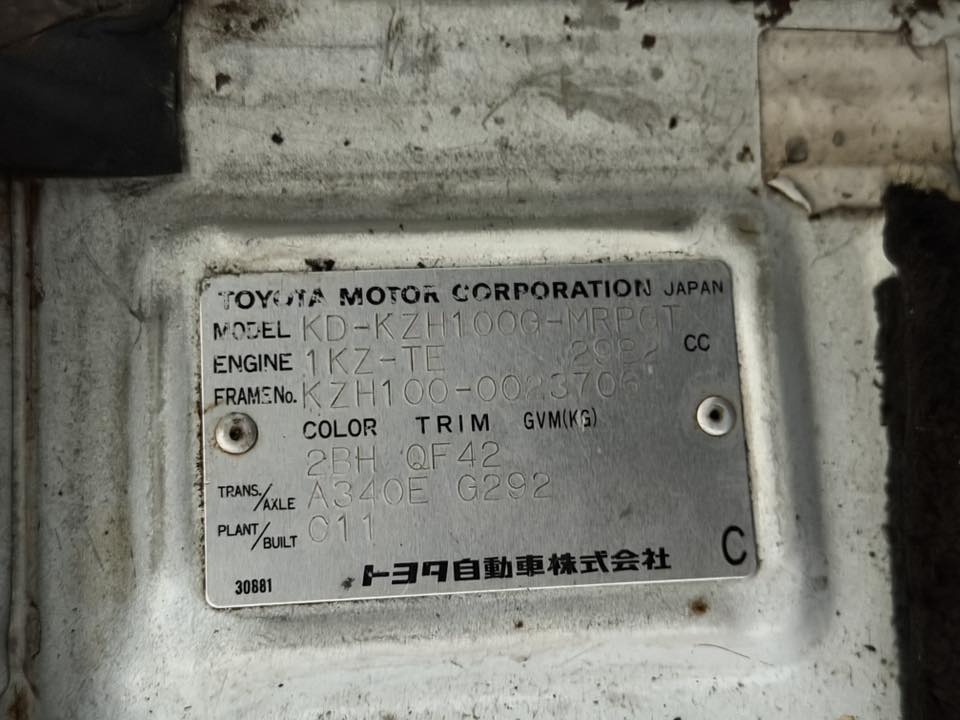 TOYOTA MOTOR CORPORATION JAPAN
MODEL KD-KZH100G-MRPGT
ENGINE 1KZ-TE 2982 CC
FRAME No. KZH100-0023706
COLOR TRIM GVM(KG)
2BH QF42
TRANS./AXLE A340E G292
PLANT/BUILT C11
トヨタ自動車株式会社 C
30681